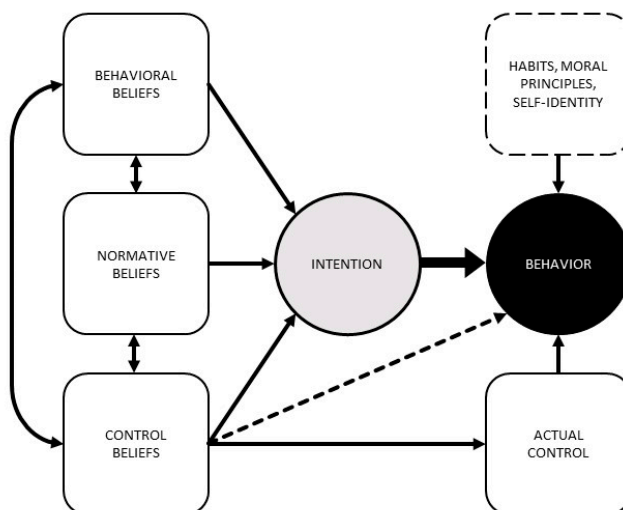 BEHAVIORAL
BELIEFS
HABITS, MORAL
PRINCIPLES,
SELF-IDENTITY
NORMATIVE
BELIEFS
INTENTION
BEHAVIOR
CONTROL
BELIEFS
ACTUAL
CONTROL